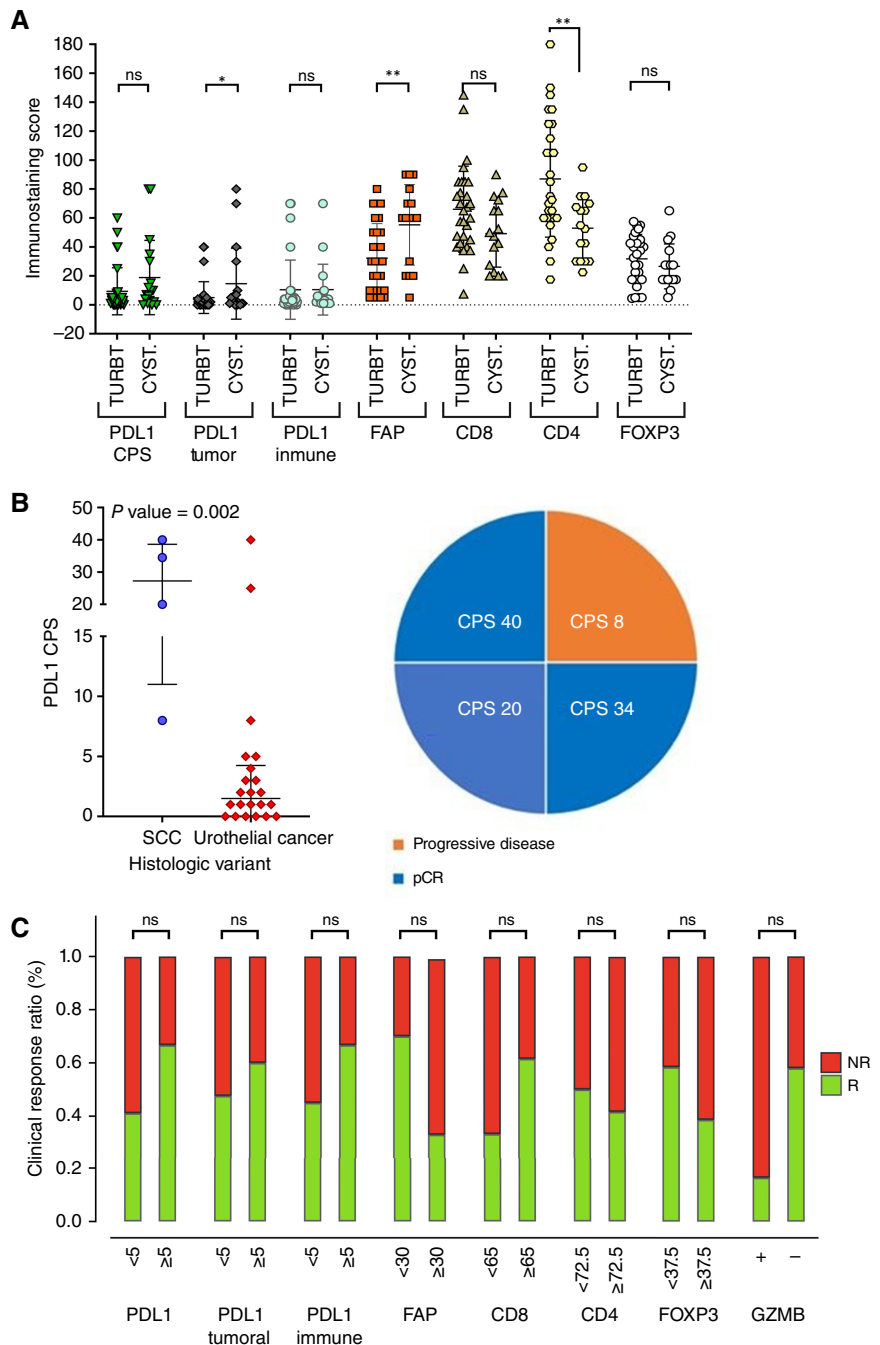 A
Immunostaining score
180
160
140
120
100
80
60
40
20
0
−20
ns
*
ns
**
ns
**
ns
TURBT CYST. TURBT CYST. TURBT CYST. TURBT CYST. TURBT CYST. TURBT CYST. TURBT CYST.
PDL1 PDL1 PDL1 FAP CD8 CD4 FOXP3
CPS tumor inmune
B
P value = 0.002
PDL1 CPS
50
40
30
20
15
10
5
0
SCC Urothelial cancer
Histologic variant
CPS 40 CPS 8
CPS 20 CPS 34
Progressive disease
pCR
C
Clinical response ratio (%)
ns ns ns ns ns ns ns ns
1.0
0.8
0.6
0.4
0.2
0.0
NR
R
<5 ≥5 <5 ≥5 <5 ≥5 <30 ≥30 <65 ≥65 <72.5 ≥72.5 <37.5 ≥37.5 + −
PDL1 PDL1 PDL1 FAP CD8 CD4 FOXP3 GZMB
tumoral immune